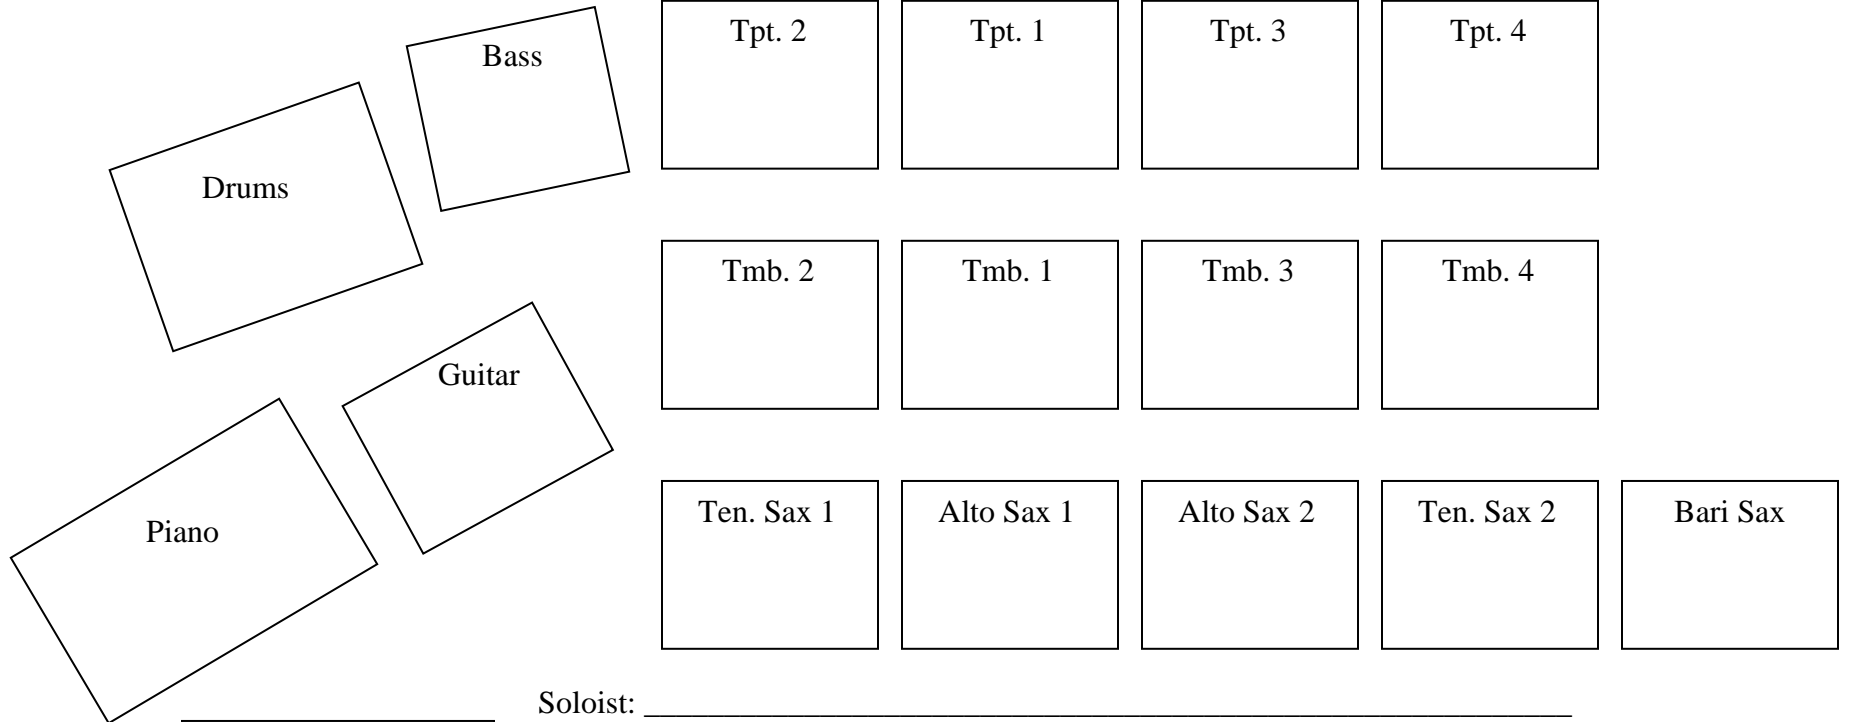 Tpt. 2 Tpt. 1 Tpt. 3 Tpt. 4
Bass
Drums
Tmb. 2 Tmb. 1 Tmb. 3 Tmb. 4
Guitar
Ten. Sax 1 Alto Sax 1 Alto Sax 2 Ten. Sax 2 Bari Sax
Piano
Soloist: __________________________________________________________